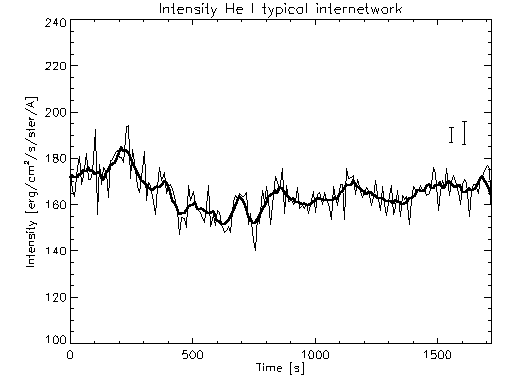 Intensity He I typical internetwork
240
220
200
180
160
140
120
100
Intensity [erg/cm²/s/ster/A]
0 500 1000 1500
Time [s]